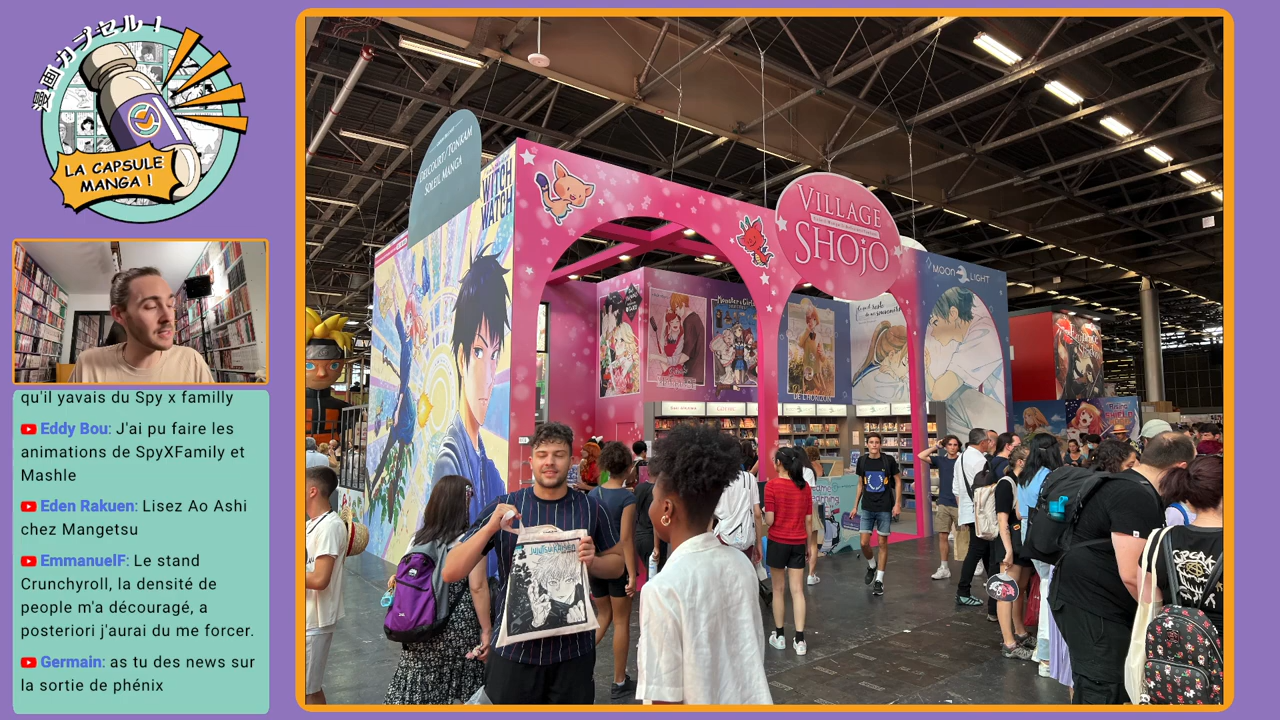 漫画カプセル!
LA CAPSULE
MANGA !
qu'il yavais du Spy x familly
Eddy Bou: J'ai pu faire les
animations de SpyXFamily et
Mashle
Eden Rakuen: Lisez Ao Ashi
chez Mangetsu
EmmanuelF: Le stand
Crunchyroll, la densité de
people m'a découragé, a
posteriori j'aurai du me forcer.
Germain: as tu des news sur
la sortie de phénix
DELCOURT/TONKAM
SOLEIL MANGA
WITCH
WATCH
VILLAGE
SHOJO
MOONLIGHT
DE L'HORIZON
JUJUTSU KAISEN